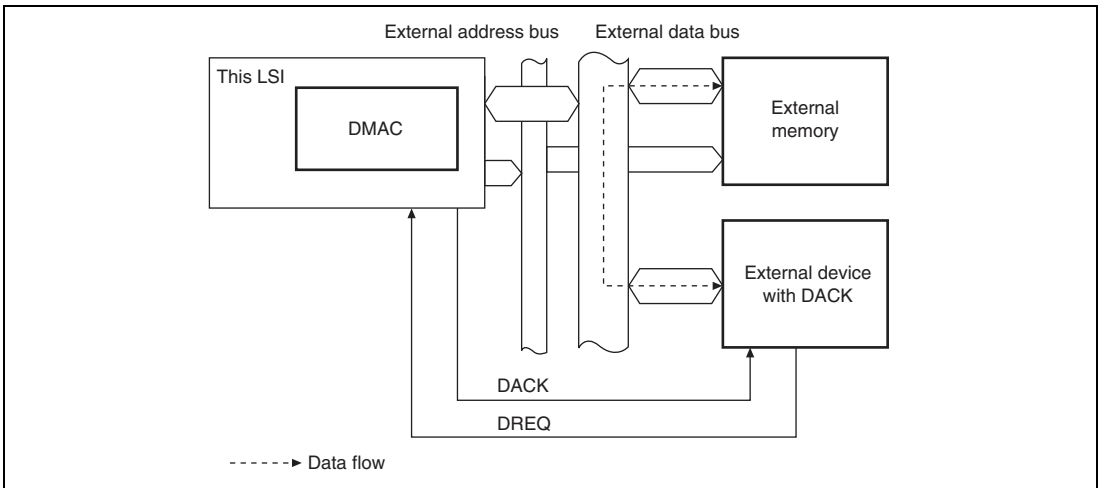 External address bus
External data bus
This LSI
DMAC
External
memory
External device
with DACK
DACK
DREQ
Data flow